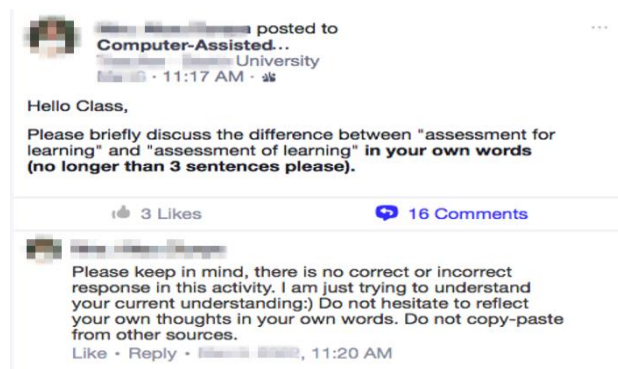 posted to
Computer-Assisted...
University
· 11:17 AM ·
...
Hello Class,
Please briefly discuss the difference between "assessment for
learning" and "assessment of learning" in your own words
(no longer than 3 sentences please).
3 Likes
16 Comments
Please keep in mind, there is no correct or incorrect
response in this activity. I am just trying to understand
your current understanding:) Do not hesitate to reflect
your own thoughts in your own words. Do not copy-paste
from other sources.
Like · Reply · , 11:20 AM